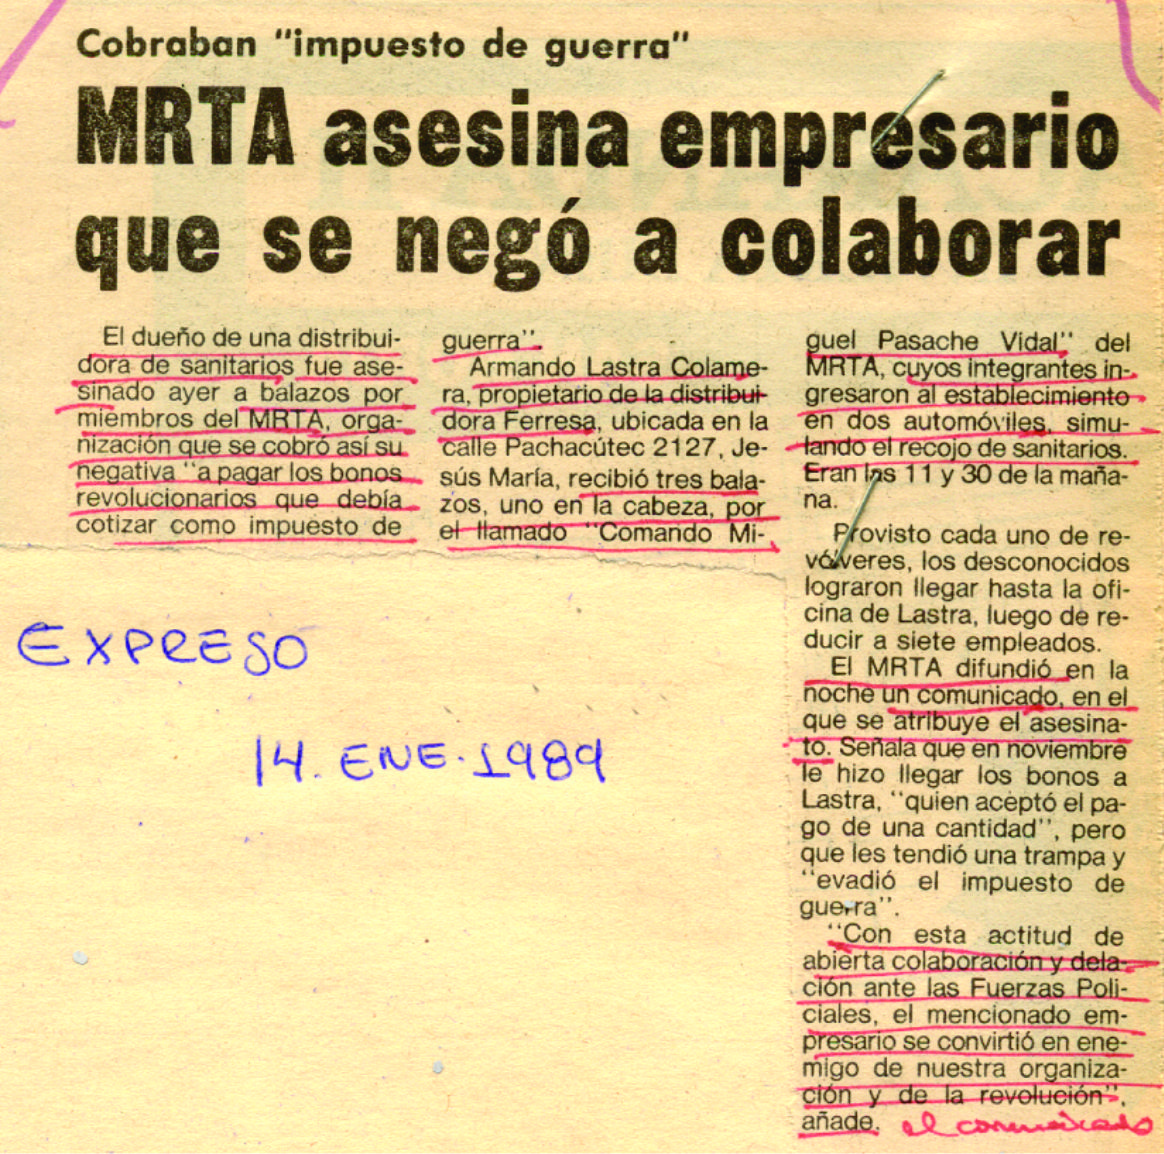 Cobraban "impuesto de guerra"
MRTA asesina empresario
que se negó a colaborar
El dueño de una distribui-
dora de sanitarios fue ase-
sinado ayer a balazos por
miembros del MRTA, orga-
nización que se cobró así su
negativa "a pagar los bonos
revolucionarios que debía
cotizar como impuesto de
guerra".
Armando Lastra Colame-
ra, propietario de la distribui-
dora Ferresa, ubicada en la
calle Pachacútec 2127, Je-
sús María, recibió tres bala-
zos, uno en la cabeza, por
el llamado "Comando Mi-
guel Pasache Vidal" del
MRTA, cuyos integrantes in-
gresaron al establecimiento
en dos automóviles, simu-
lando el recojo de sanitarios.
Eran las 11 y 30 de la maña-
na.
Provisto cada uno de re-
vólveres, los desconocidos
lograron llegar hasta la ofi-
cina de Lastra, luego de re-
ducir a siete empleados.
El MRTA difundió en la
noche un comunicado, en el
que se atribuye el asesina-
to. Señala que en noviembre
le hizo llegar los bonos a
Lastra, "quien aceptó el pa-
go de una cantidad", pero
que les tendió una trampa y
"evadió el impuesto de
guerra".
"Con esta actitud de
abierta colaboración y dela-
ción ante las Fuerzas Poli-
ciales, el mencionado em-
presario se convirtió en ene-
migo de nuestra organiza-
ción y de la revolución",
añade. el comunicado
EXPRESO
14. ENE. 1989